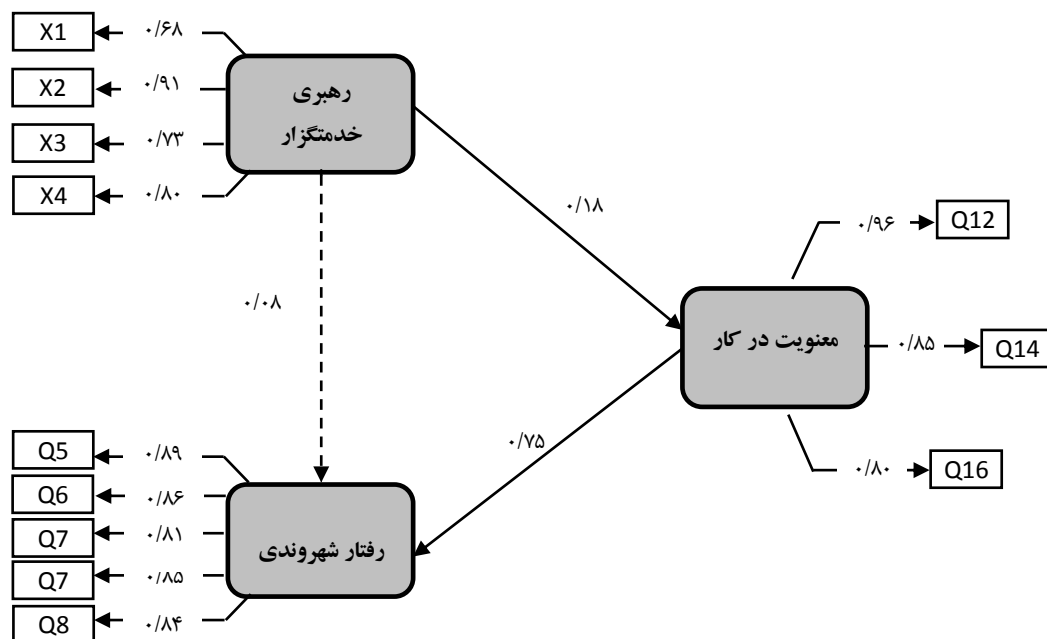 X1
۰/۶۸
X2
۰/۹۱
X3
۰/۷۳
X4
۰/۸۰
رهبری
خدمتگزار
۰/۱۸
۰/۰۸
Q12
۰/۹۶
معنویت در کار
۰/۸۵
Q14
۰/۸۰
Q16
۰/۷۵
Q5
۰/۸۹
Q6
۰/۸۶
Q7
۰/۸۱
Q7
۰/۸۵
Q8
۰/۸۴
رفتار شهروندی